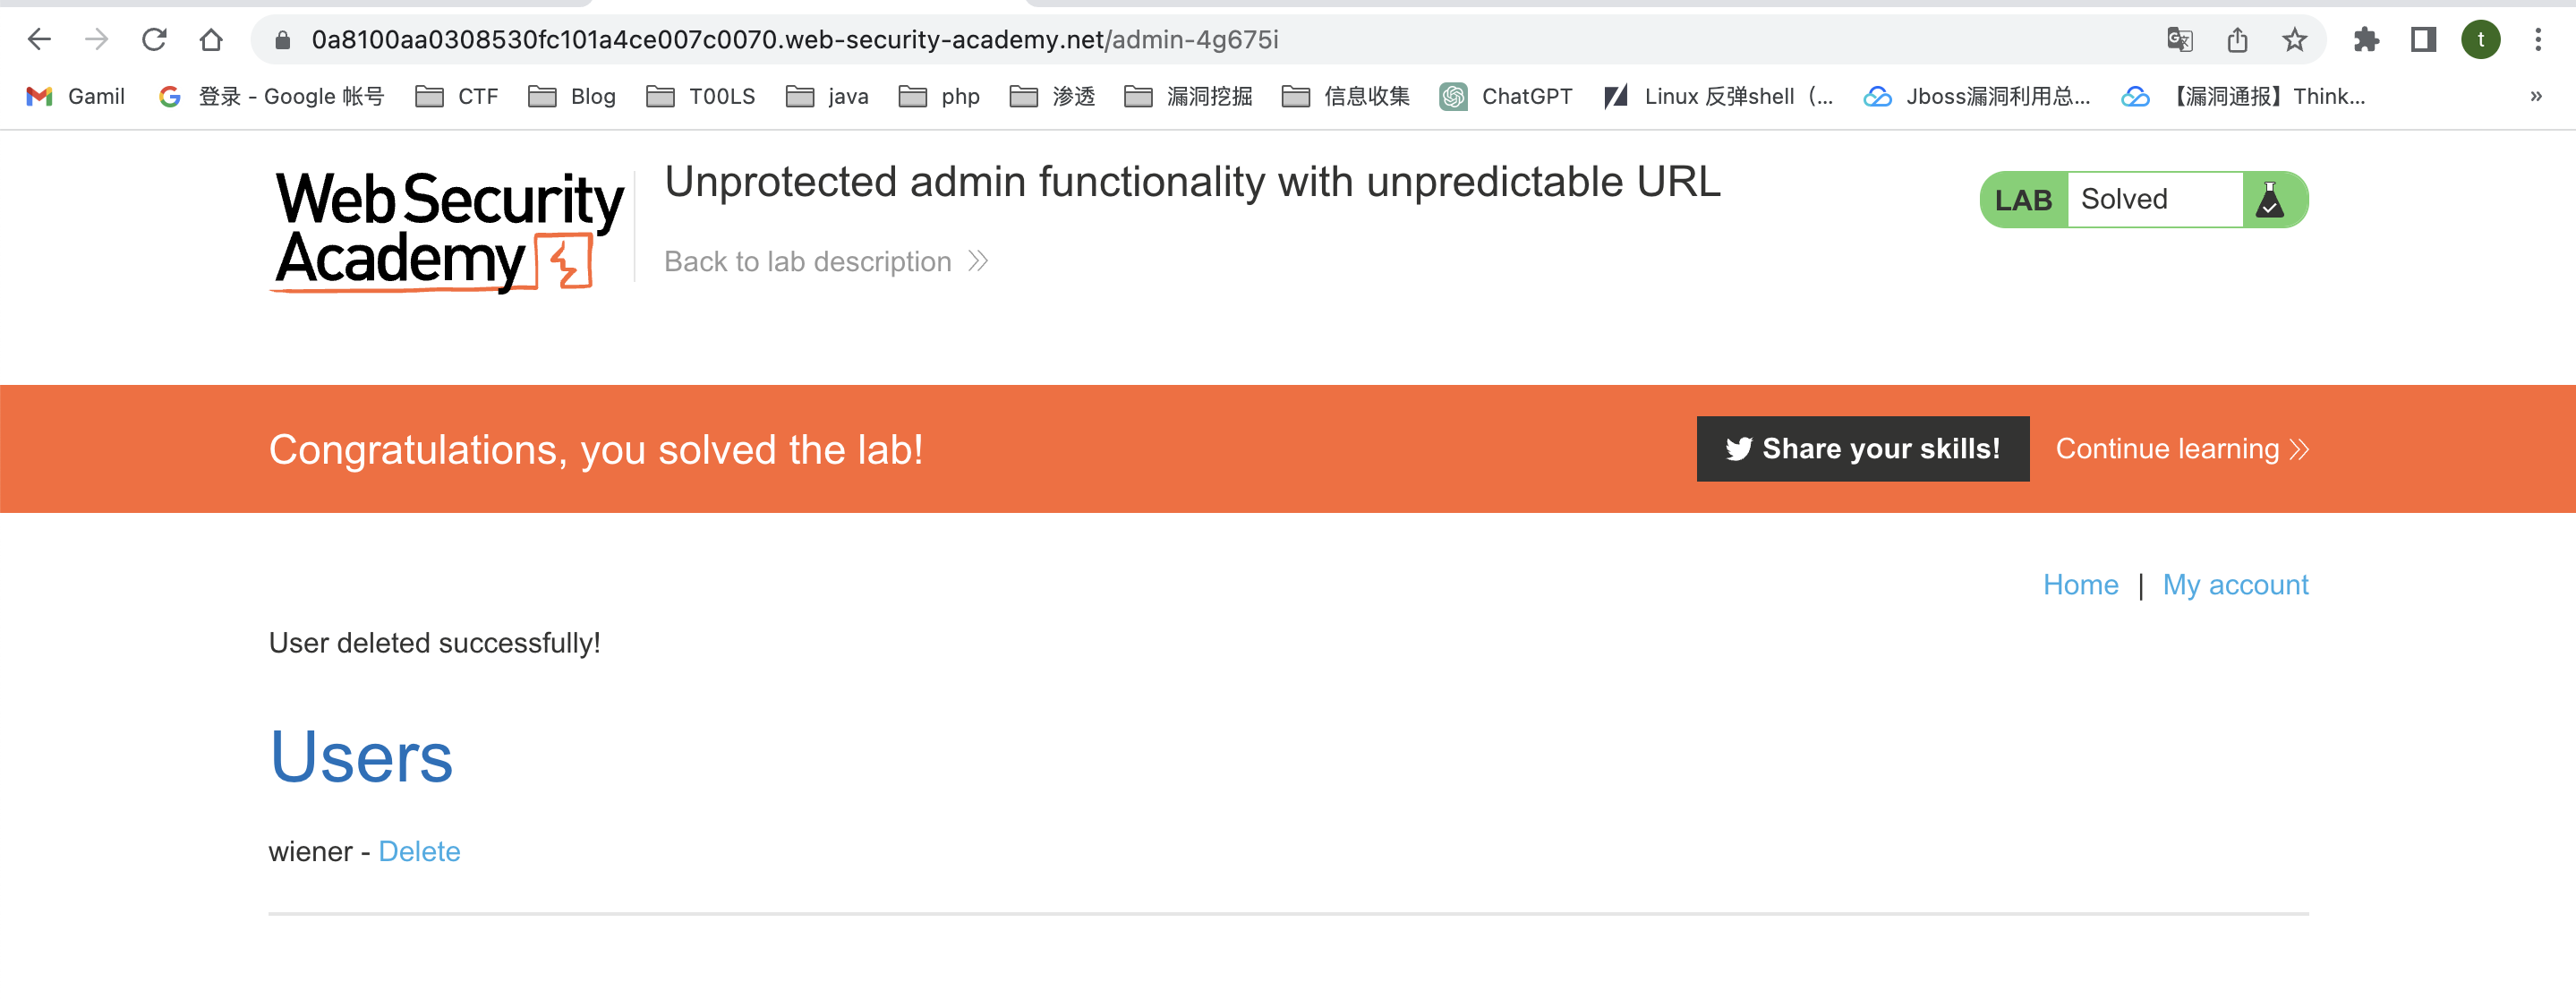 0a8100aa0308530fc101a4ce007c0070.web-security-academy.net/admin-4g675i
t
Gamil 登录 - Google 帐号 CTF Blog T00LS java php 渗透 漏洞挖掘 信息收集 ChatGPT Linux 反弹shell（... Jboss漏洞利用总... 【漏洞通报】Think... »
Web Security
Academy
Unprotected admin functionality with unpredictable URL
Back to lab description
LAB Solved
Congratulations, you solved the lab!
Share your skills! Continue learning
Home | My account
User deleted successfully!
Users
wiener - Delete